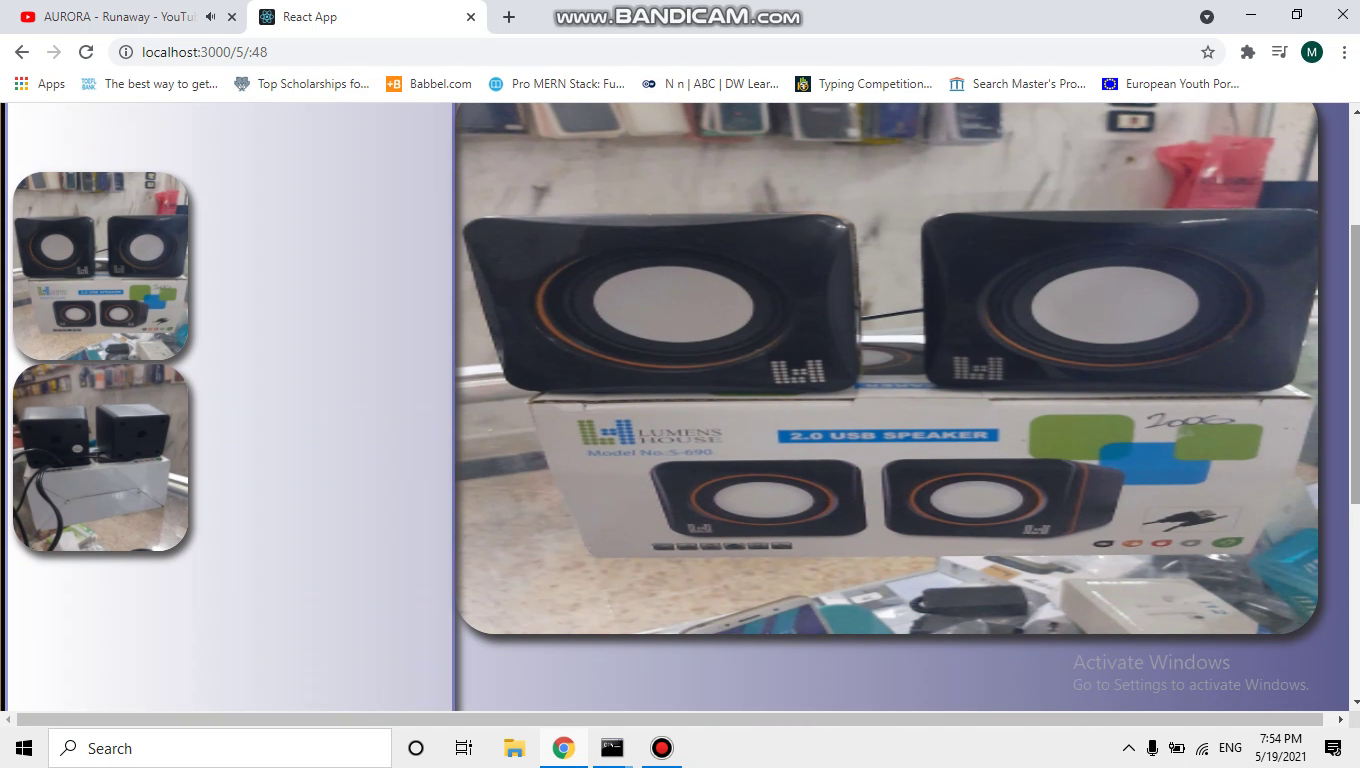 AURORA - Runaway - YouTu
React App
www.BANDICAM.com
localhost:3000/5/:48
M
Apps
TOEFL BANK
The best way to get...
Top Scholarships fo...
+B
Babbel.com
Pro MERN Stack: Fu...
N n | ABC | DW Lear...
Typing Competition...
Search Master's Pro...
European Youth Por...
LUMENS
HOUSE
Model No.:S-690
2.0 USB SPEAKER
2000
Activate Windows
Go to Settings to activate Windows.
Search
ENG
7:54 PM
5/19/2021